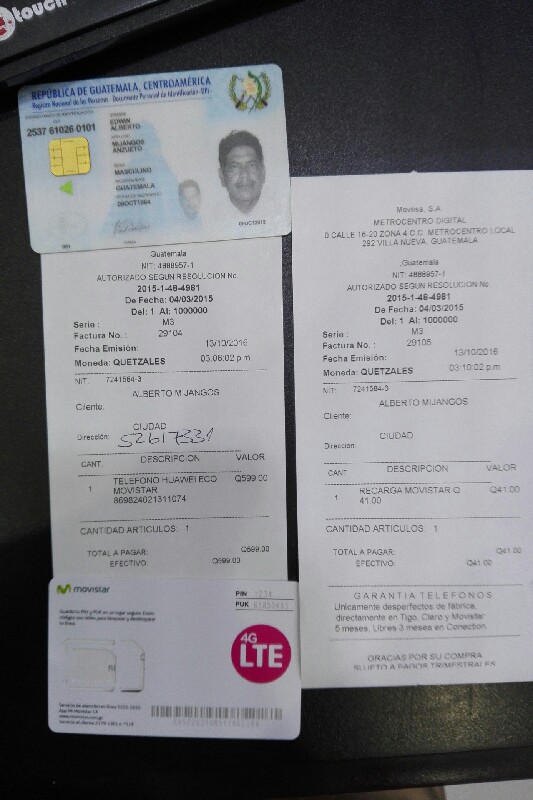 touch
REPÚBLICA DE GUATEMALA, CENTROAMÉRICA
Registro Nacional de las Personas - Documento Personal de Identificación-DPI
CUI
2537 61026 0101
EDWIN
ALBERTO
MIJANGOS
ANZUETO
MASCULINO
GUATEMALA
Guatemala
NIT: 4888957-1
AUTORIZADO SEGUN RESOLUCION No.
2015-1-46-4981
De Fecha: 04/03/2015
Del: 1 Al: 1000000
Serie : M3
Factura No. : 29104
Fecha Emisión: 13/10/2016
Moneda: QUETZALES 03:06:02 p.m
NIT: 7241564-3
ALBERTO MIJANGOS
Cliente:
CIUDAD
Dirección: 52617331
CANT. DESCRIPCION VALOR
1 TELEFONO HUAWEI ECO Q599.00
MOVISTAR
869824021311074
CANTIDAD ARTICULOS: 1
TOTAL A PAGAR: Q599.00
EFECTIVO: Q599.00
movistar
PIN 1234
PUK
4G
LTE
Movilsa, S.A
METROCENTRO DIGITAL
0 CALLE 16-20 ZONA 4 C.C. METROCENTRO LOCAL
292 VILLA NUEVA, GUATEMALA
,Guatemala
NIT: 4888957-1
AUTORIZADO SEGUN RESOLUCION No.
2015-1-46-4981
De Fecha: 04/03/2015
Del: 1 Al: 1000000
Serie : M3
Factura No. : 29105
Fecha Emisión: 13/10/2016
Moneda: QUETZALES 03:10:02 p.m
NIT: 7241564-3
ALBERTO MIJANGOS
Cliente:
CIUDAD
Dirección:
CANT. DESCRIPCION VALOR
1 RECARGA MOVISTAR Q Q41.00
41.00
CANTIDAD ARTICULOS: 1
TOTAL A PAGAR: Q41.00
EFECTIVO: Q41.00
GARANTIA TELEFONOS
Unicamente desperfectos de fábrica,
directamente en Tigo, Claro y Movistar
6 meses, Libres 3 meses en Conection.
GRACIAS POR SU COMPRA
SUJETO A PAGOS TRIMESTRALES